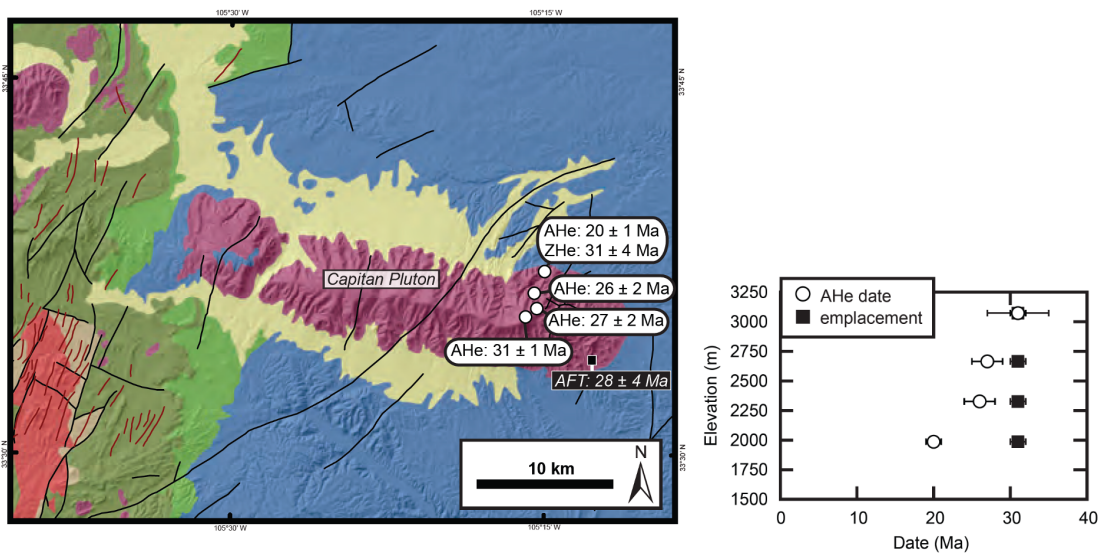 105°30' W
105°15' W
33°45' N
33°45' N
AHe: 20 ± 1 Ma
ZHe: 31 ± 4 Ma
Capitan Pluton
AHe: 26 ± 2 Ma
AHe: 27 ± 2 Ma
AHe: 31 ± 1 Ma
AFT: 28 ± 4 Ma
N
10 km
33°30' N
33°30' N
105°30' W
105°15' W
AHe date
emplacement
Elevation (m)
3250
3000
2750
2500
2250
2000
1750
1500
0
10
20
30
40
Date (Ma)